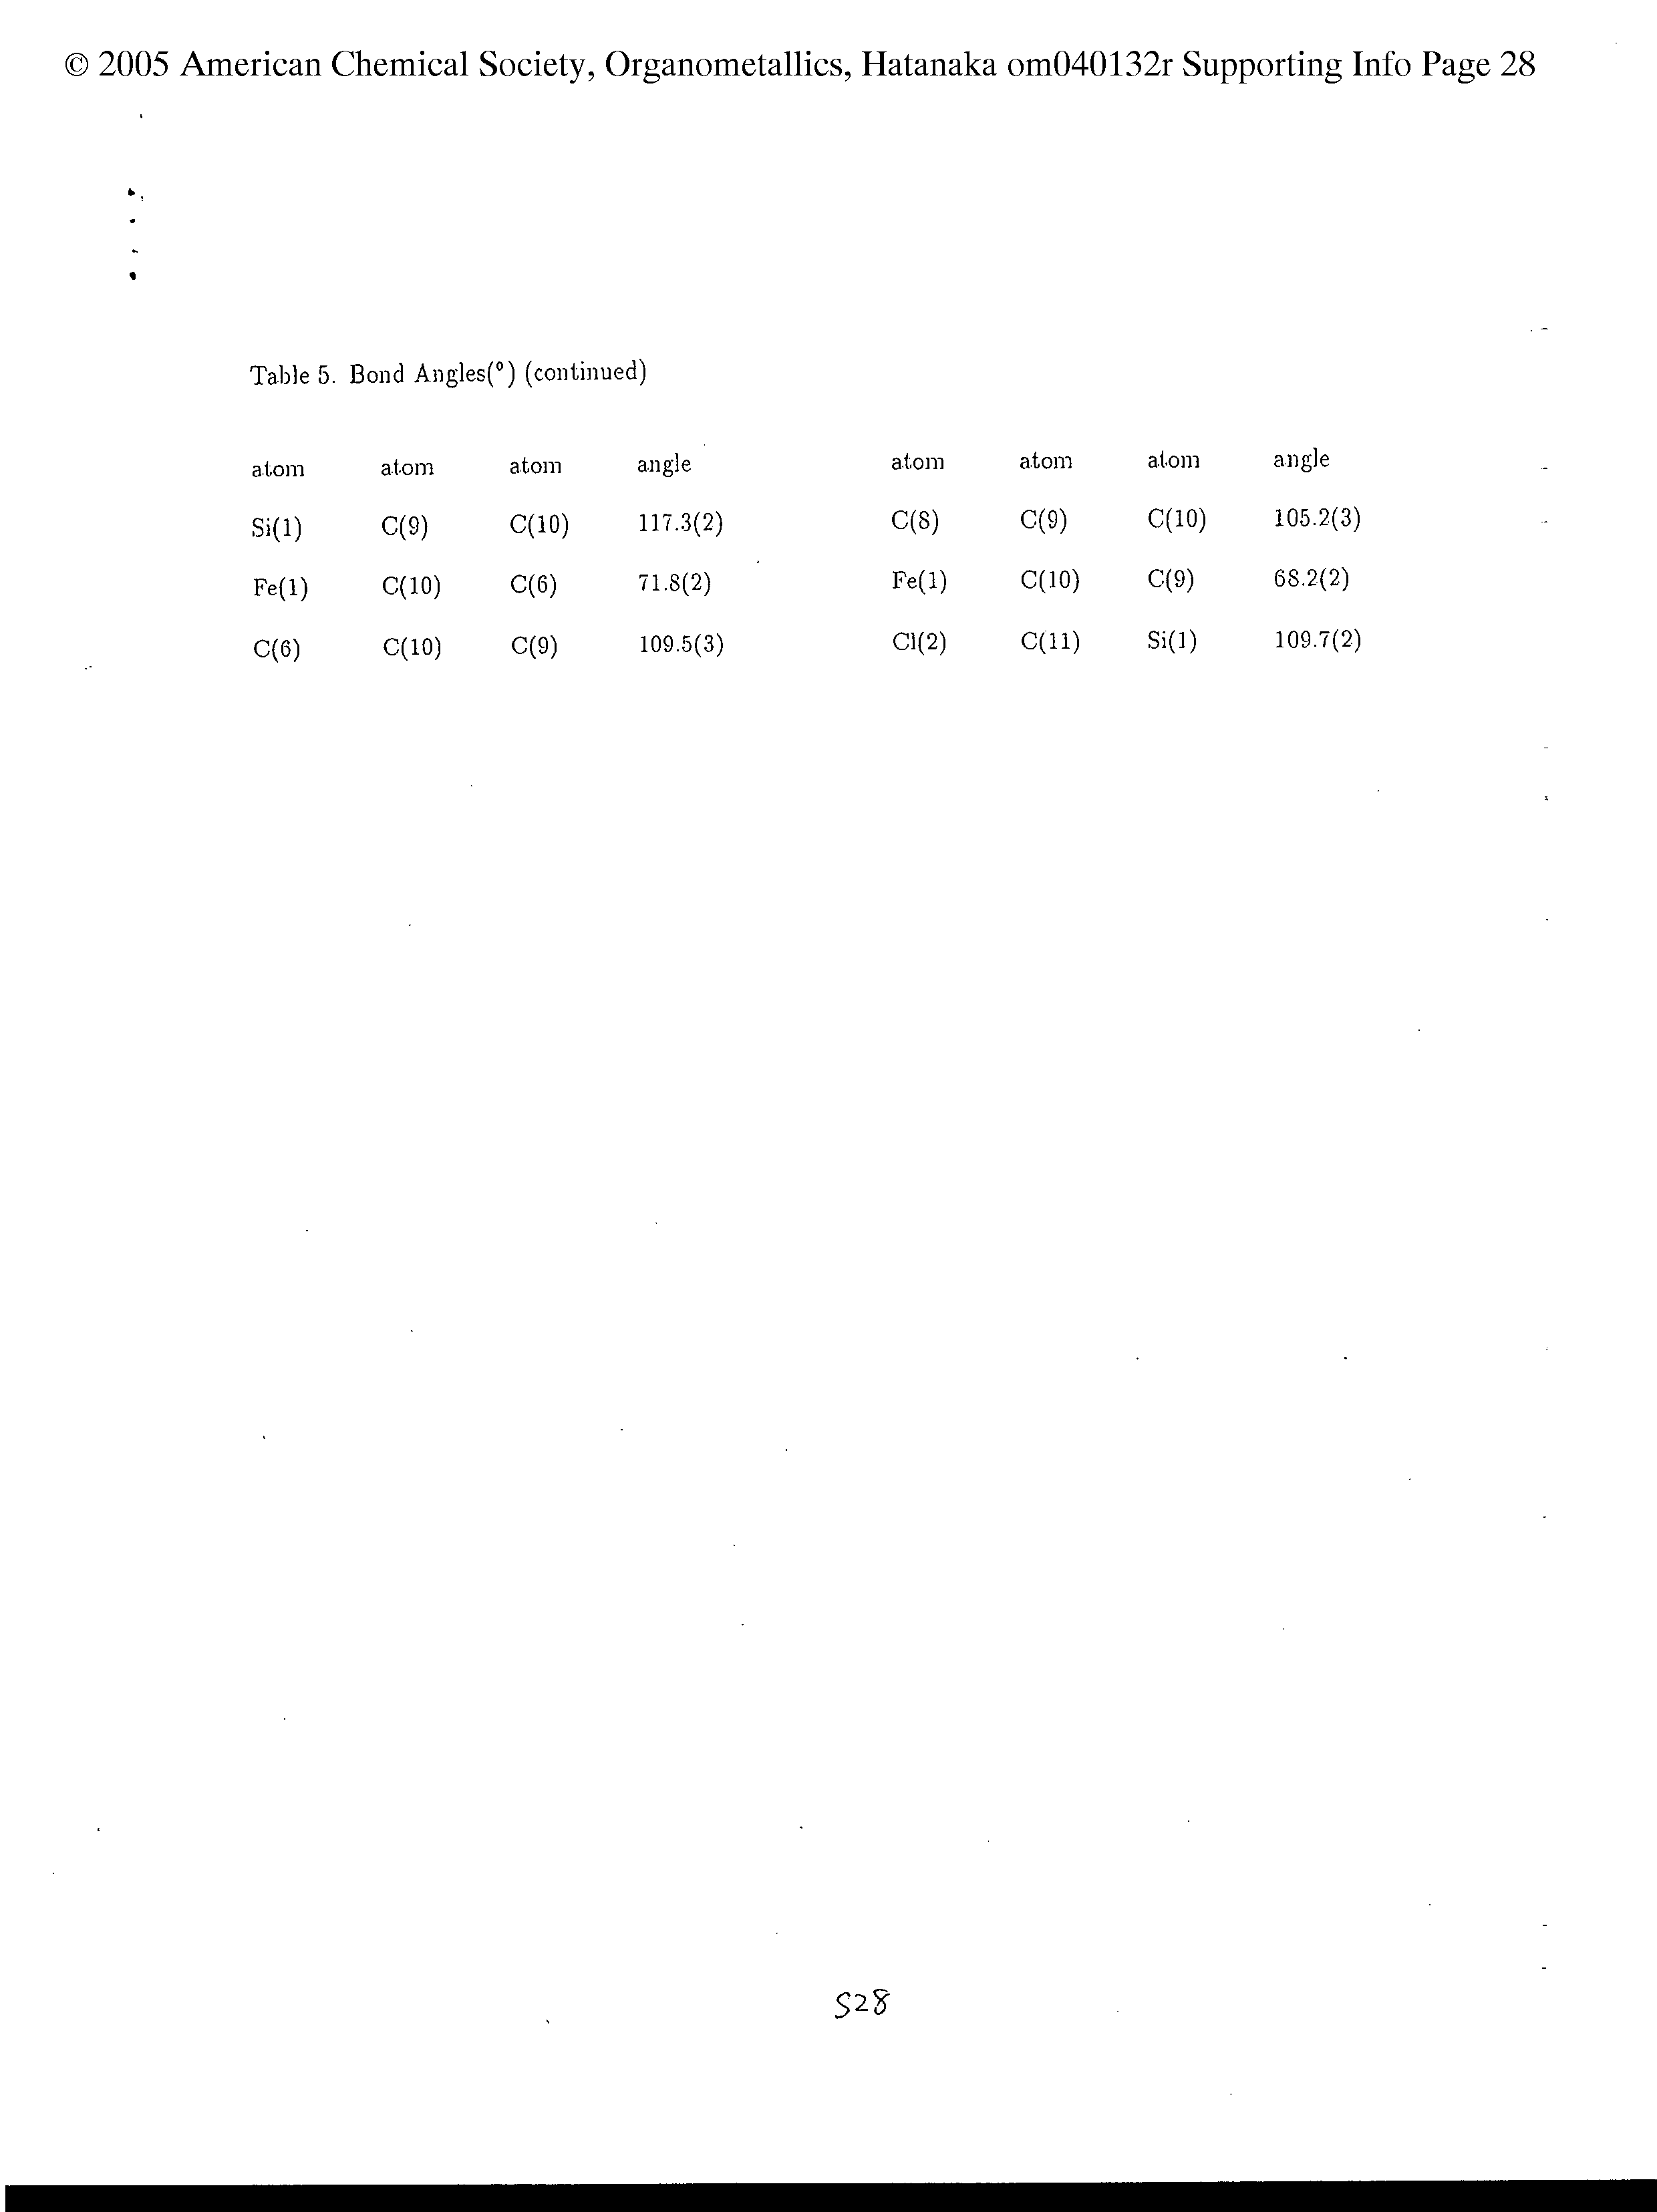 © 2005 American Chemical Society, Organometallics, Hatanaka om040132r Supporting Info Page 28
Table 5. Bond Angles(°) (continued)
atom atom atom angle atom atom atom angle
Si(1) C(9) C(10) 117.3(2) C(8) C(9) C(10) 105.2(3)
Fe(1) C(10) C(6) 71.8(2) Fe(1) C(10) C(9) 68.2(2)
C(6) C(10) C(9) 109.5(3) Cl(2) C(11) Si(1) 109.7(2)
S28